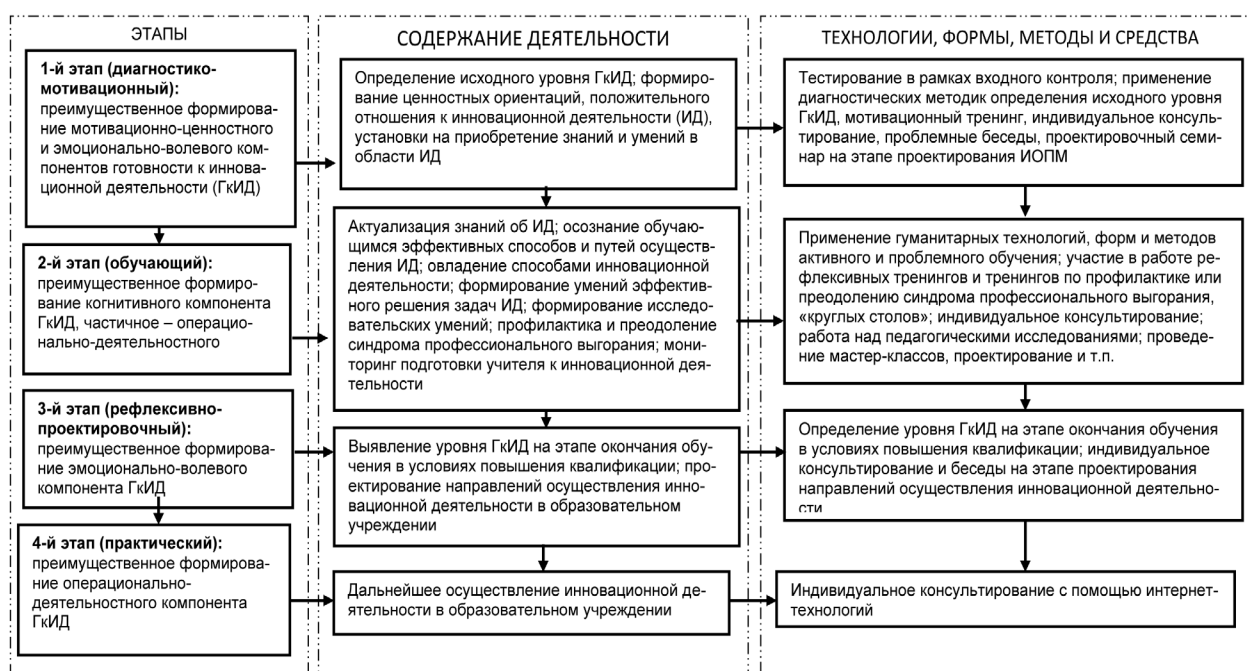 ЭТАПЫ
1-й этап (диагностико-
мотивационный):
преимущественное формирова-
ние мотивационно-ценностного
и эмоционально-волевого ком-
понентов готовности к иннова-
ционной деятельности (ГкИД)
2-й этап (обучающий):
преимущественное формиро-
вание когнитивного компонента
ГкИД, частичное – операцио-
нально-деятельностного
3-й этап (рефлексивно-
проектировочный):
преимущественное формирова-
ние эмоционально-волевого
компонента ГкИД
4-й этап (практический):
преимущественное формирова-
ние операционально-
деятельностного компонента
ГкИД
СОДЕРЖАНИЕ ДЕЯТЕЛЬНОСТИ
Определение исходного уровня ГкИД; формиро-
вание ценностных ориентаций, положительного
отношения к инновационной деятельности (ИД),
установки на приобретение знаний и умений в
области ИД
Актуализация знаний об ИД; осознание обучаю-
щимся эффективных способов и путей осуществ-
ления ИД; овладение способами инновационной
деятельности; формирование умений эффектив-
ного решения задач ИД; формирование исследо-
вательских умений; профилактика и преодоление
синдрома профессионального выгорания; мони-
торинг подготовки учителя к инновационной дея-
тельности
Выявление уровня ГкИД на этапе окончания обу-
чения в условиях повышения квалификации; про-
ектирование направлений осуществления инно-
вационной деятельности в образовательном
учреждении
Дальнейшее осуществление инновационной де-
ятельности в образовательном учреждении
ТЕХНОЛОГИИ, ФОРМЫ, МЕТОДЫ И СРЕДСТВА
Тестирование в рамках входного контроля; применение
диагностических методик определения исходного уровня
ГкИД, мотивационный тренинг, индивидуальное консуль-
тирование, проблемные беседы, проектировочный семи-
нар на этапе проектирования ИОПМ
Применение гуманитарных технологий, форм и методов
активного и проблемного обучения; участие в работе ре-
флексивных тренингов и тренингов по профилактике или
преодолению синдрома профессионального выгорания,
«круглых столов»; индивидуальное консультирование;
работа над педагогическими исследованиями; проведе-
ние мастер-классов, проектирование и т.п.
Определение уровня ГкИД на этапе окончания обучения
в условиях повышения квалификации; индивидуальное
консультирование и беседы на этапе проектирования
направлений осуществления инновационной деятельно-
сти
Индивидуальное консультирование с помощью интернет-
технологий